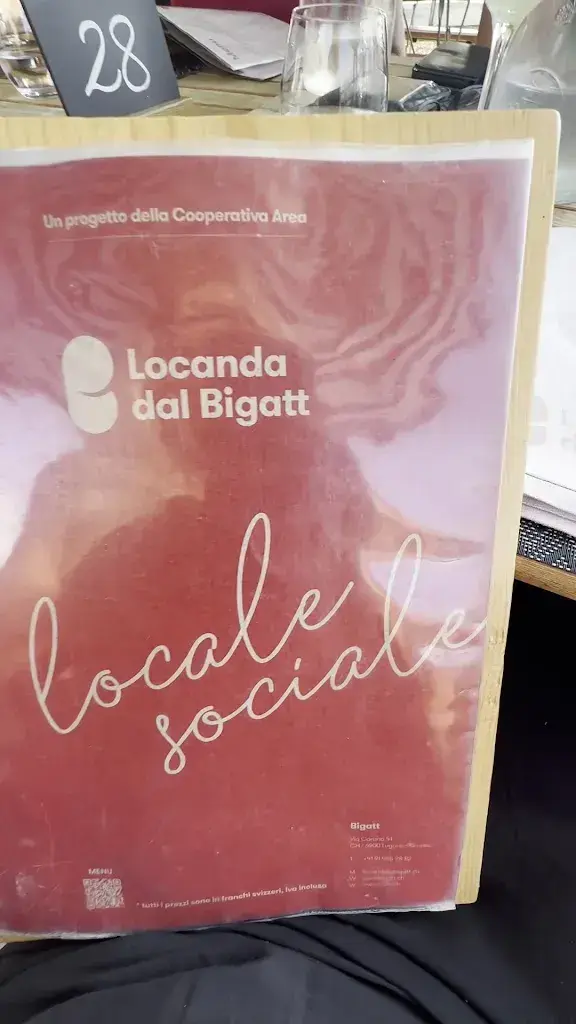 28
Un progetto della Cooperativa Area
Locanda
dal Bigatt
locale
sociale
Bigatt
MENU
* tutti i prezzi sono in franchi svizzeri, iva inclusa